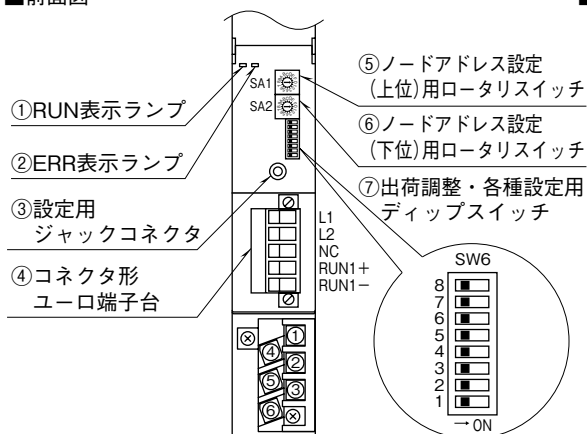 ■前面図
①RUN表示ランプ
②ERR表示ランプ
③設定用
ジャックコネクタ
④コネクタ形
ユーロ端子台
SA1
SA2
L1
L2
NC
RUN1+
RUN1−
①
④
②
⑤
③
⑥
⑤ノードアドレス設定
(上位)用ロータリスイッチ
⑥ノードアドレス設定
(下位)用ロータリスイッチ
⑦出荷調整・各種設定用
ディップスイッチ
SW6
8
7
6
5
4
3
2
1
→ ON